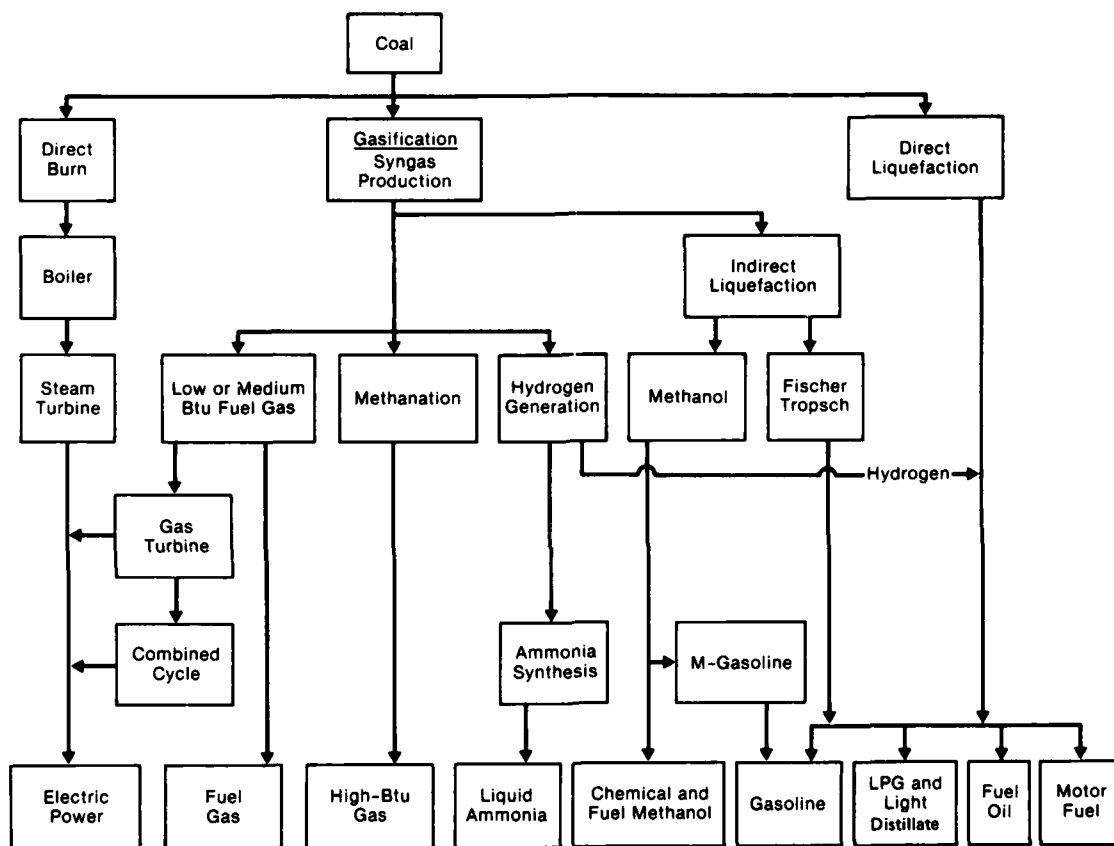 Coal
Direct
Burn
Gasification
Syngas
Production
Direct
Liquefaction
Boiler
Indirect
Liquefaction
Steam
Turbine
Low or Medium
Btu Fuel Gas
Methanation
Hydrogen
Generation
Methanol
Fischer
Tropsch
Hydrogen
Gas
Turbine
Combined
Cycle
Ammonia
Synthesis
M-Gasoline
Electric
Power
Fuel
Gas
High-Btu
Gas
Liquid
Ammonia
Chemical and
Fuel Methanol
Gasoline
LPG and
Light
Distillate
Fuel
Oil
Motor
Fuel